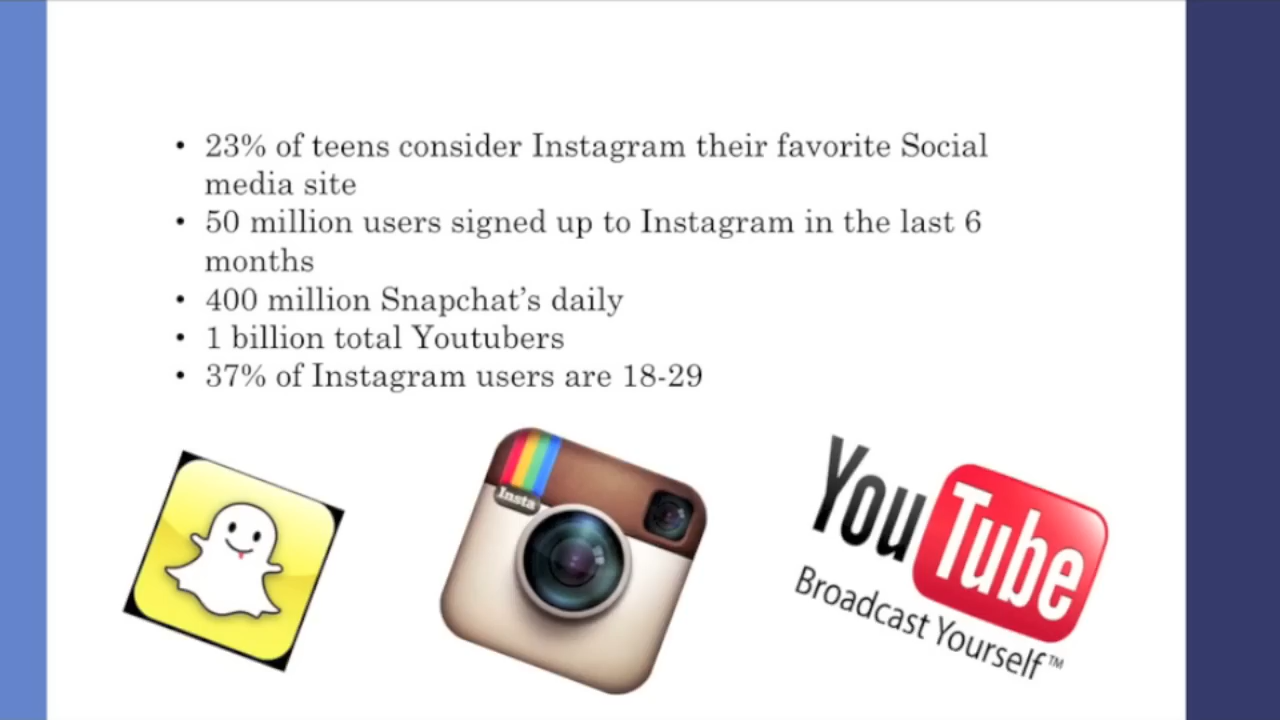 • 23% of teens consider Instagram their favorite Social
media site
• 50 million users signed up to Instagram in the last 6
months
• 400 million Snapchat’s daily
• 1 billion total Youtubers
• 37% of Instagram users are 18-29
Insta
YouTube
Broadcast Yourself™